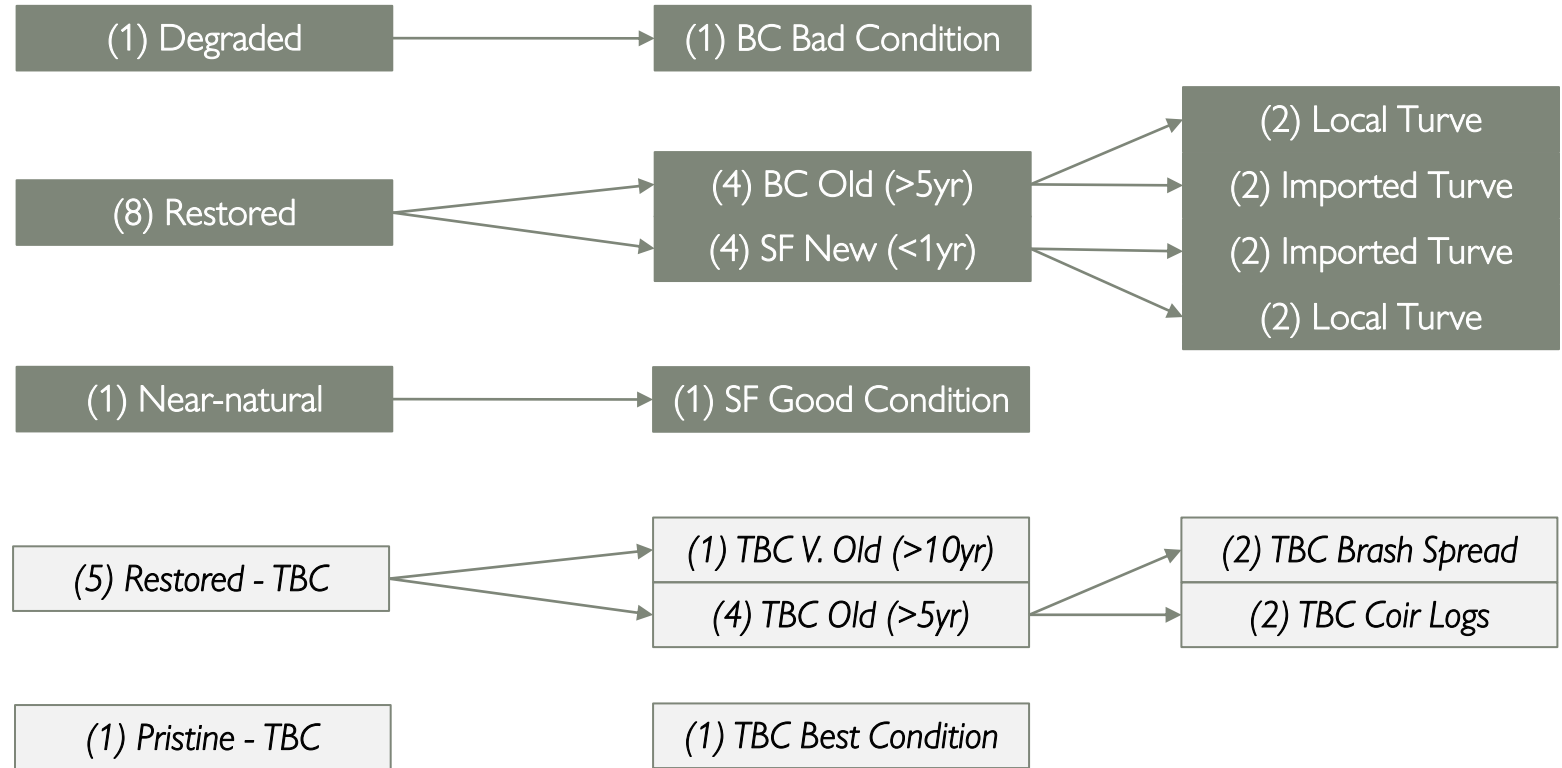 (1) Degraded
(1) BC Bad Condition
(8) Restored
(4) BC Old (>5yr)
(4) SF New (<1yr)
(2) Local Turve
(2) Imported Turve
(2) Imported Turve
(2) Local Turve
(1) Near-natural
(1) SF Good Condition
(5) Restored - TBC
(1) TBC V. Old (>10yr)
(4) TBC Old (>5yr)
(2) TBC Brash Spread
(2) TBC Coir Logs
(1) Pristine - TBC
(1) TBC Best Condition